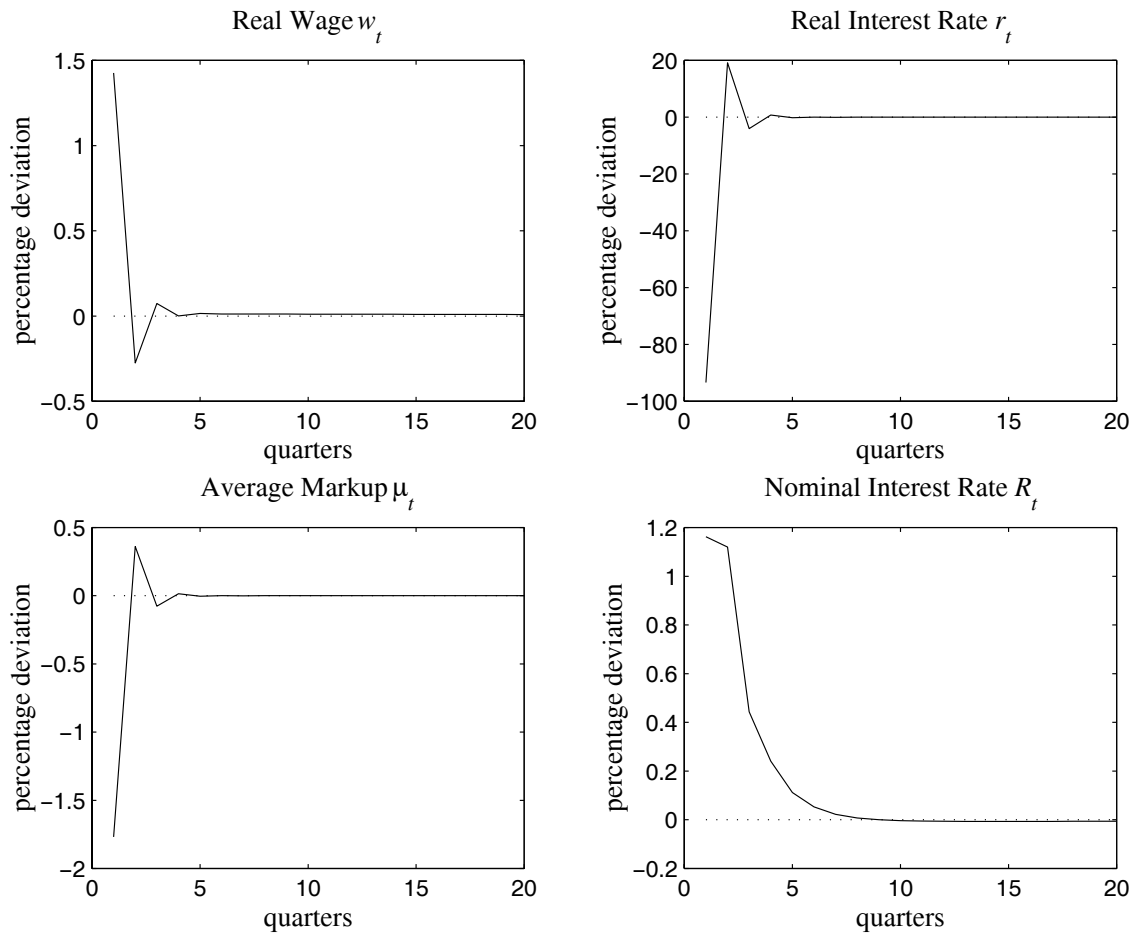 Real Wage w_t
percentage deviation
1.5
1
0.5
0
−0.5
0 5 10 15 20
quarters
Real Interest Rate r_t
percentage deviation
20
0
−20
−40
−60
−80
−100
0 5 10 15 20
quarters
Average Markup μ_t
percentage deviation
0.5
0
−0.5
−1
−1.5
−2
0 5 10 15 20
quarters
Nominal Interest Rate R_t
percentage deviation
1.2
1
0.8
0.6
0.4
0.2
0
−0.2
0 5 10 15 20
quarters